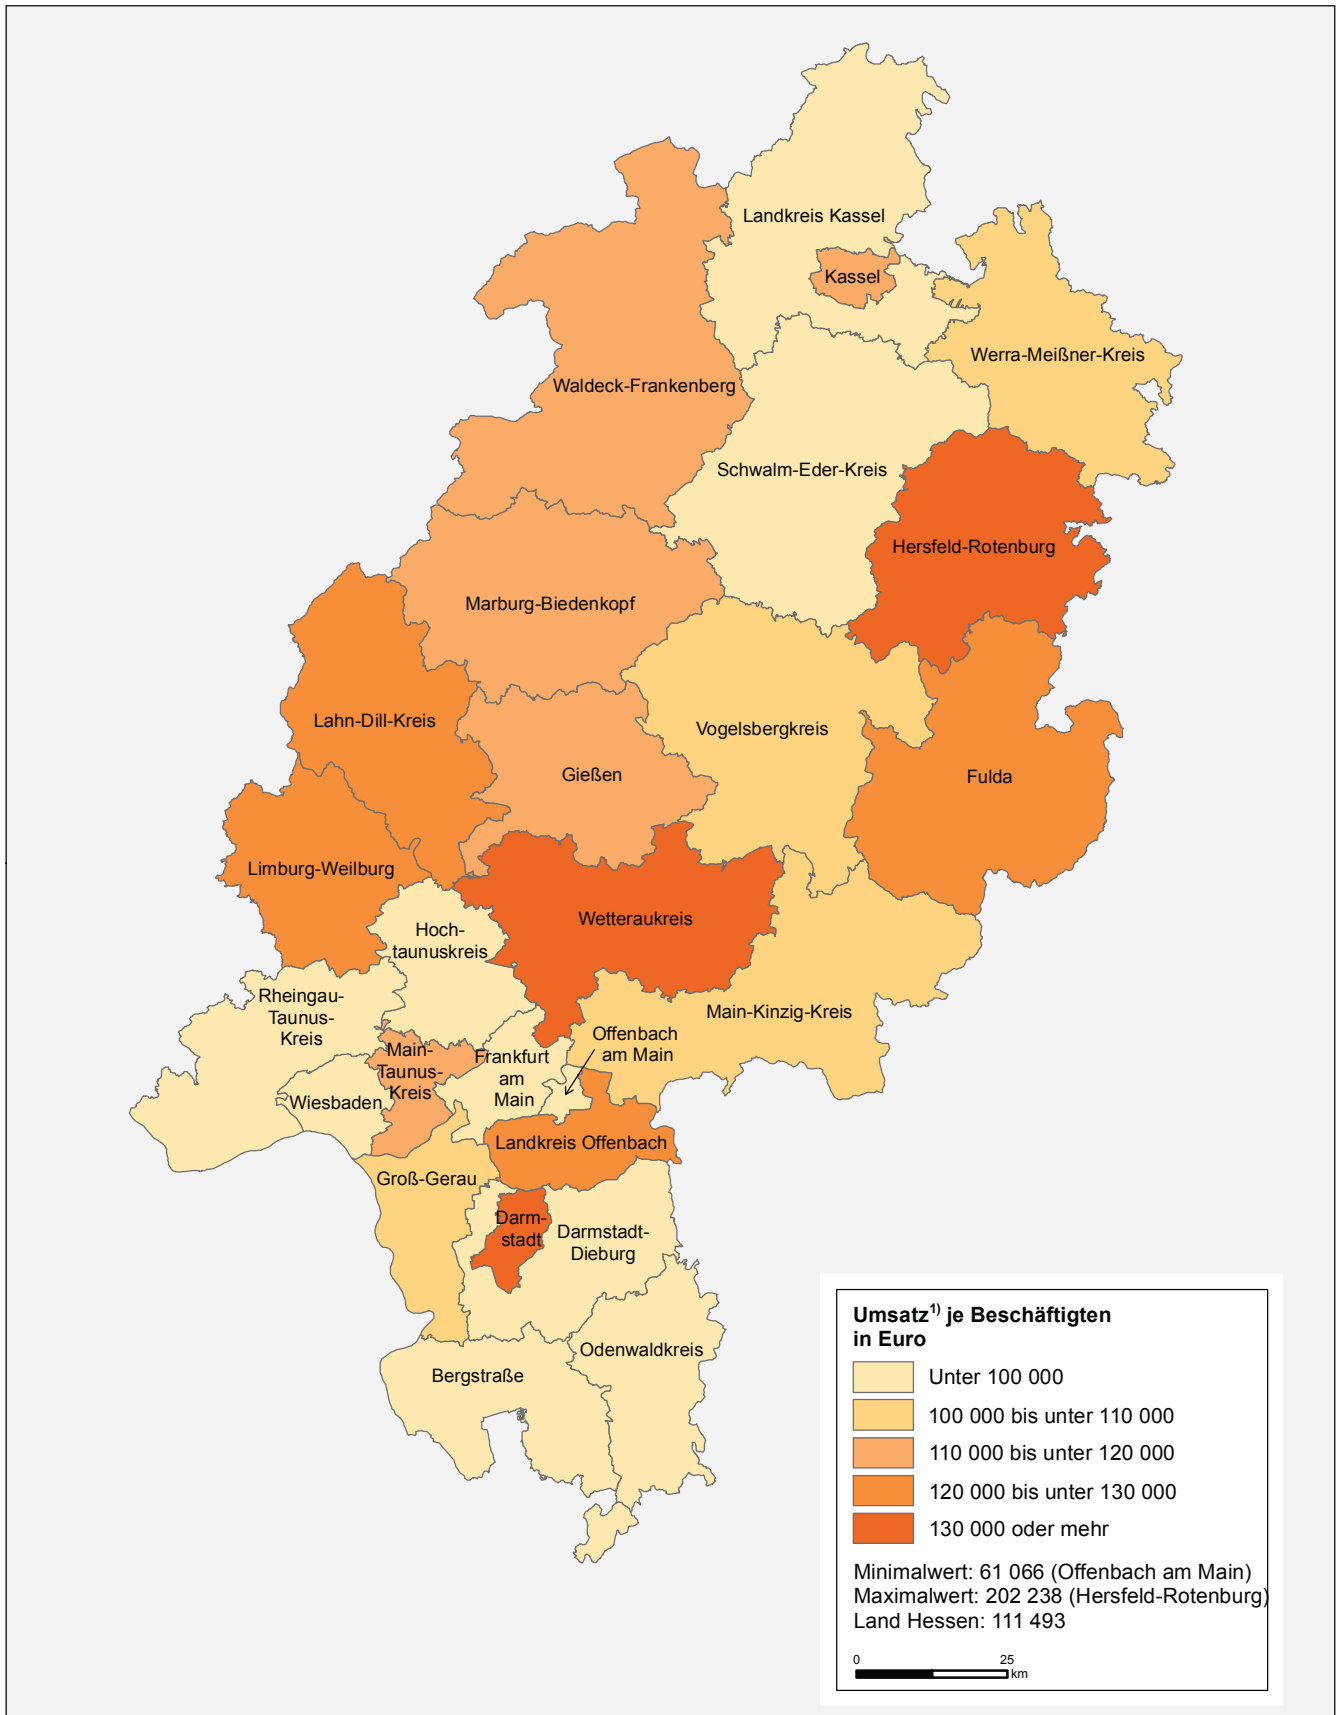 Landkreis Kassel
Kassel
Werra-Meißner-Kreis
Waldeck-Frankenberg
Schwalm-Eder-Kreis
Hersfeld-Rotenburg
Marburg-Biedenkopf
Lahn-Dill-Kreis
Vogelsbergkreis
Gießen
Fulda
Limburg-Weilburg
Wetteraukreis
Hoch-
taunuskreis
Rheingau-
Taunus-
Kreis
Main-Kinzig-Kreis
Offenbach
am Main
Main-
Taunus-
Kreis
Frankfurt
am
Main
Wiesbaden
Landkreis Offenbach
Groß-Gerau
Darm-
stadt
Darmstadt-
Dieburg
Odenwaldkreis
Bergstraße
Umsatz1) je Beschäftigten
in Euro
Unter 100 000
100 000 bis unter 110 000
110 000 bis unter 120 000
120 000 bis unter 130 000
130 000 oder mehr
Minimalwert: 61 066 (Offenbach am Main)
Maximalwert: 202 238 (Hersfeld-Rotenburg)
Land Hessen: 111 493
0 25
km